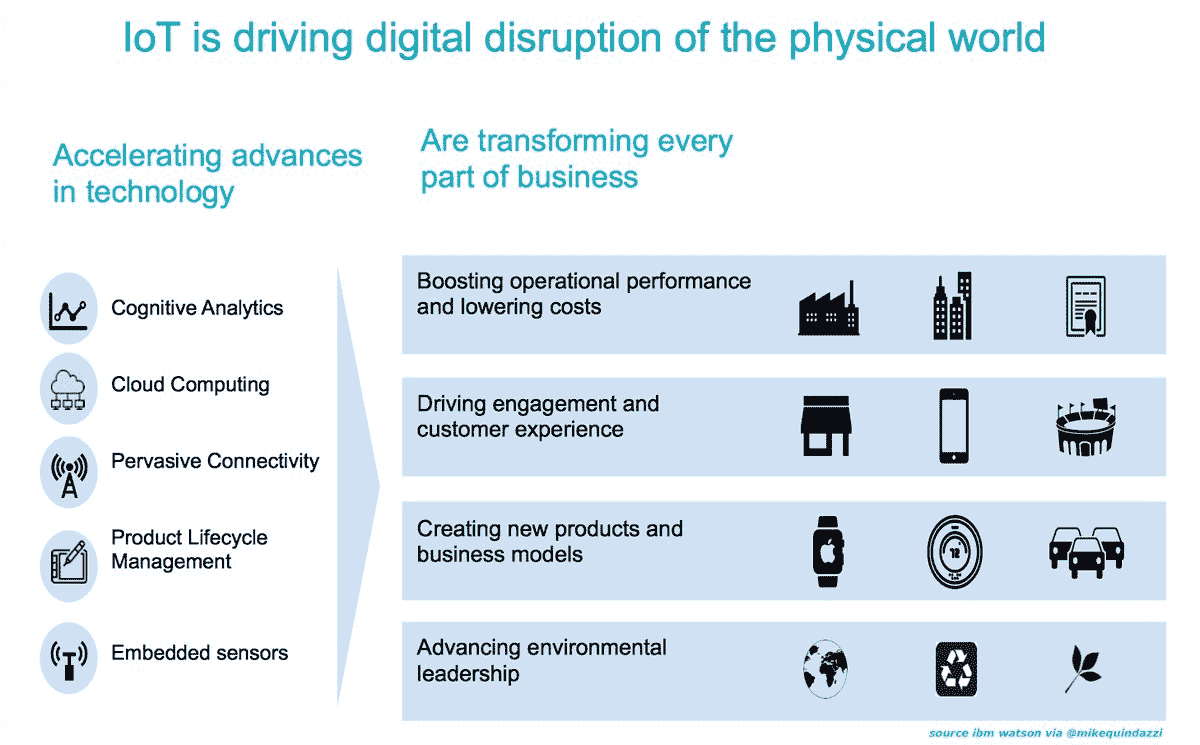 IoT is driving digital disruption of the physical world
Accelerating advances
in technology
Are transforming every
part of business
Cognitive Analytics
Cloud Computing
Pervasive Connectivity
Product Lifecycle
Management
Embedded sensors
Boosting operational performance
and lowering costs
Driving engagement and
customer experience
Creating new products and
business models
72
Advancing environmental
leadership
source ibm watson via @mikequindazzi